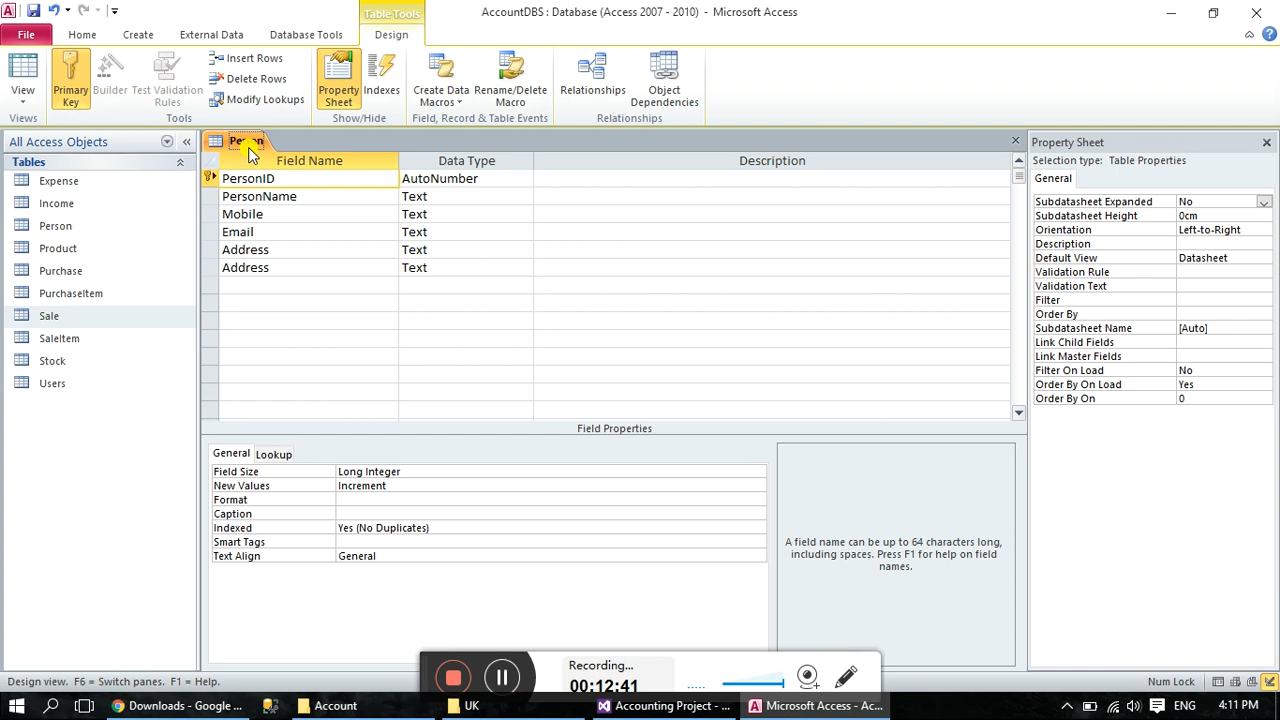 Table Tools
AccountDBS : Database (Access 2007 - 2010) - Microsoft Access
File Home Create External Data Database Tools Design
View
Views
Primary Key
Builder
Test Validation Rules
Insert Rows
Delete Rows
Modify Lookups
Tools
Property Sheet
Indexes
Show/Hide
Create Data Macros
Rename/Delete Macro
Field, Record & Table Events
Relationships
Object Dependencies
Relationships
All Access Objects
Tables
Expense
Income
Person
Product
Purchase
PurchaseItem
Sale
SaleItem
Stock
Users
Person
Field Name Data Type Description
PersonID AutoNumber
PersonName Text
Mobile Text
Email Text
Address Text
Address Text
Field Properties
General Lookup
Field Size Long Integer
New Values Increment
Format
Caption
Indexed Yes (No Duplicates)
Smart Tags
Text Align General
A field name can be up to 64 characters long,
including spaces. Press F1 for help on field
names.
Property Sheet
Selection type: Table Properties
General
Subdatasheet Expanded No
Subdatasheet Height 0cm
Orientation Left-to-Right
Description
Default View Datasheet
Validation Rule
Validation Text
Filter
Order By
Subdatasheet Name [Auto]
Link Child Fields
Link Master Fields
Filter On Load No
Order By On Load Yes
Order By On 0
Recording...
00:12:41
Design view. F6 = Switch panes. F1 = Help.
Num Lock
Downloads - Google ...
Account
UK
Accounting Project - ...
Microsoft Access - Ac...
ENG
4:11 PM